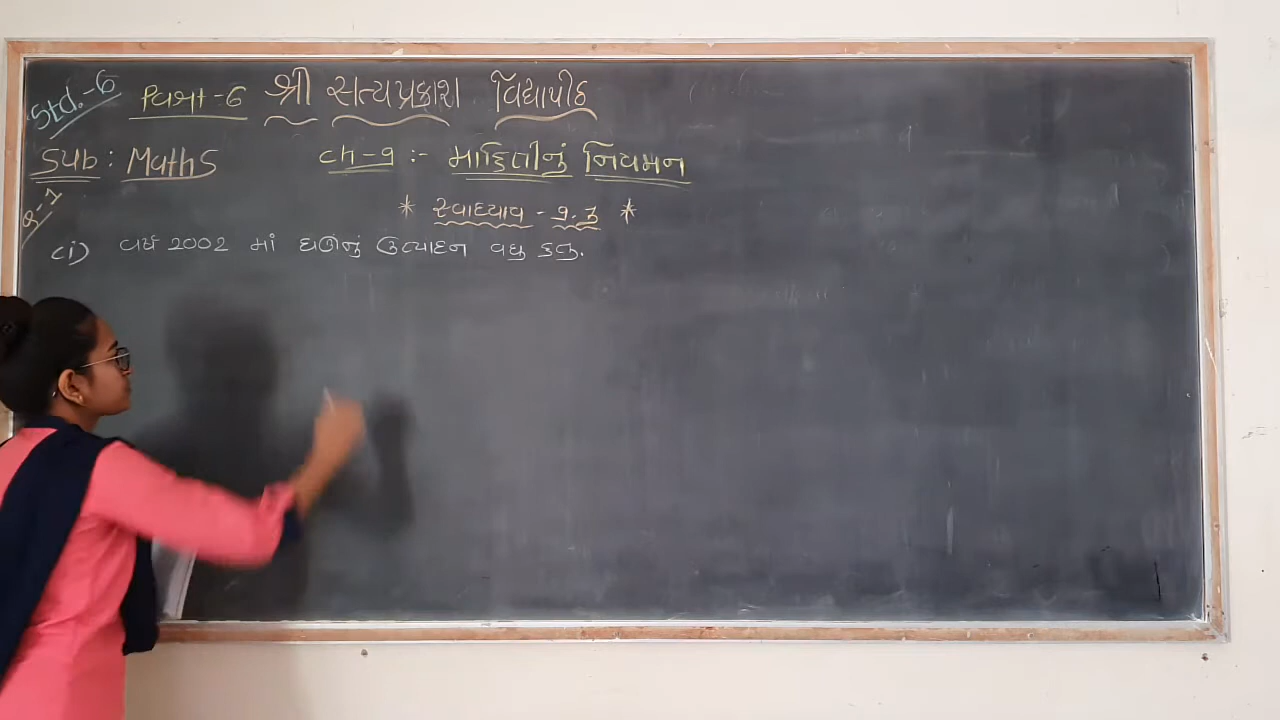 Std.-6 વિભાગ-6 શ્રી સત્યપ્રકાશ વિદ્યાપીઠ
Sub : Maths ch-9 :- માહિતીનું નિયમન
Q-1 * સ્વાધ્યાય - 9.3 *
(i) વર્ષ 2002 માં ઘઉંનું ઉત્પાદન વધુ હતું.